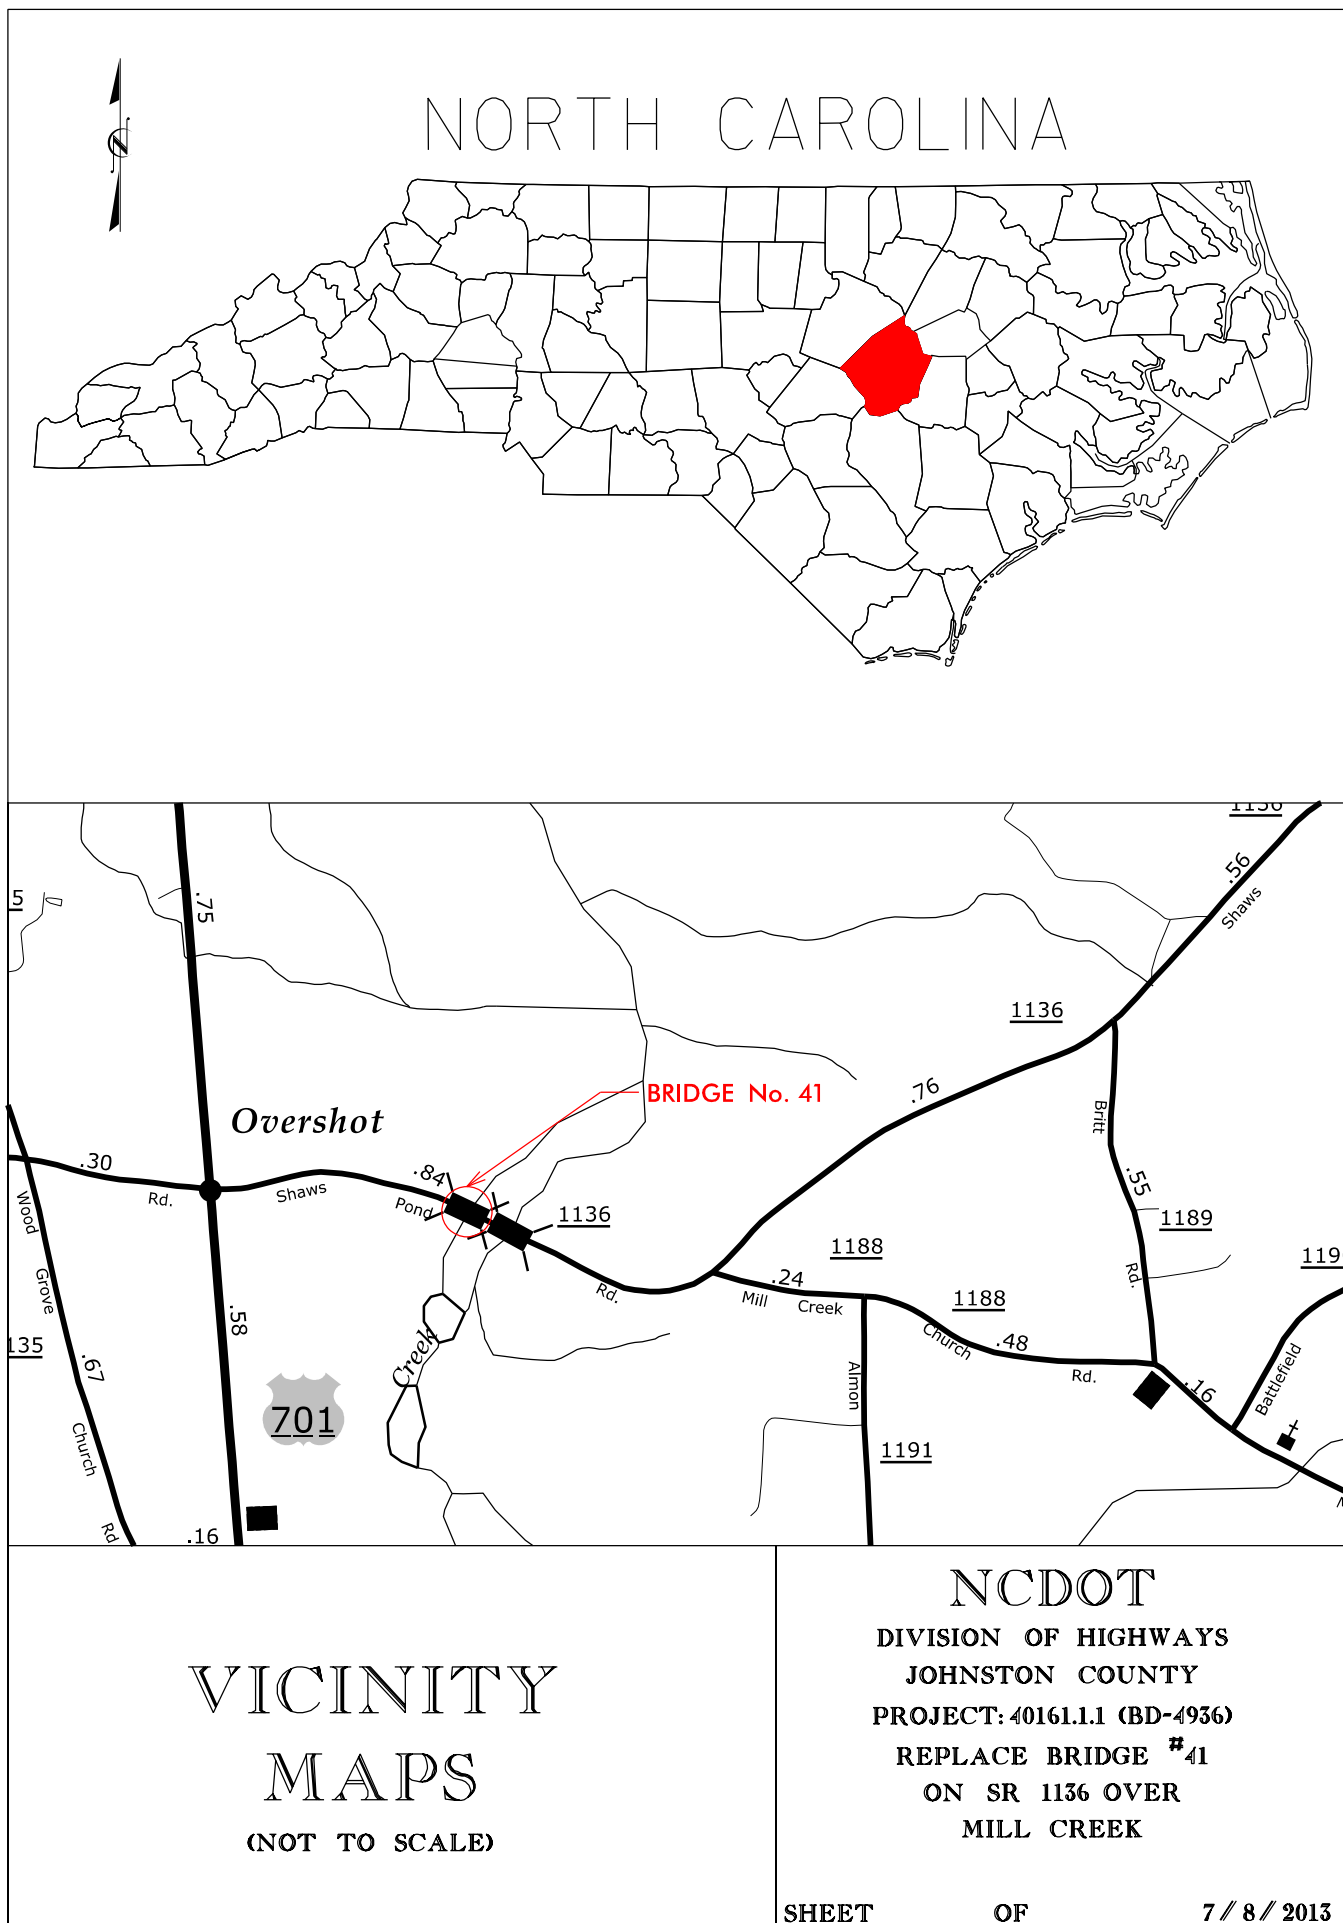 N
NORTH CAROLINA
1136
.56
Shaws
.75
5
1136
.76
BRIDGE No. 41
Overshot
Britt
.30
Rd.
Shaws
.84
Pond
1136
.55
1189
Wood
Grove
1188
119
.24
Rd.
Mill
Creek
Rd.
1188
.58
Church
.48
135
.67
Creek
Almon
Rd.
.16
Battlefield
701
Church
1191
Rd
.16
VICINITY
MAPS
(NOT TO SCALE)
NCDOT
DIVISION OF HIGHWAYS
JOHNSTON COUNTY
PROJECT: 40161.1.1 (BD-4936)
REPLACE BRIDGE #41
ON SR 1136 OVER
MILL CREEK
SHEET OF 7 / 8 / 2013